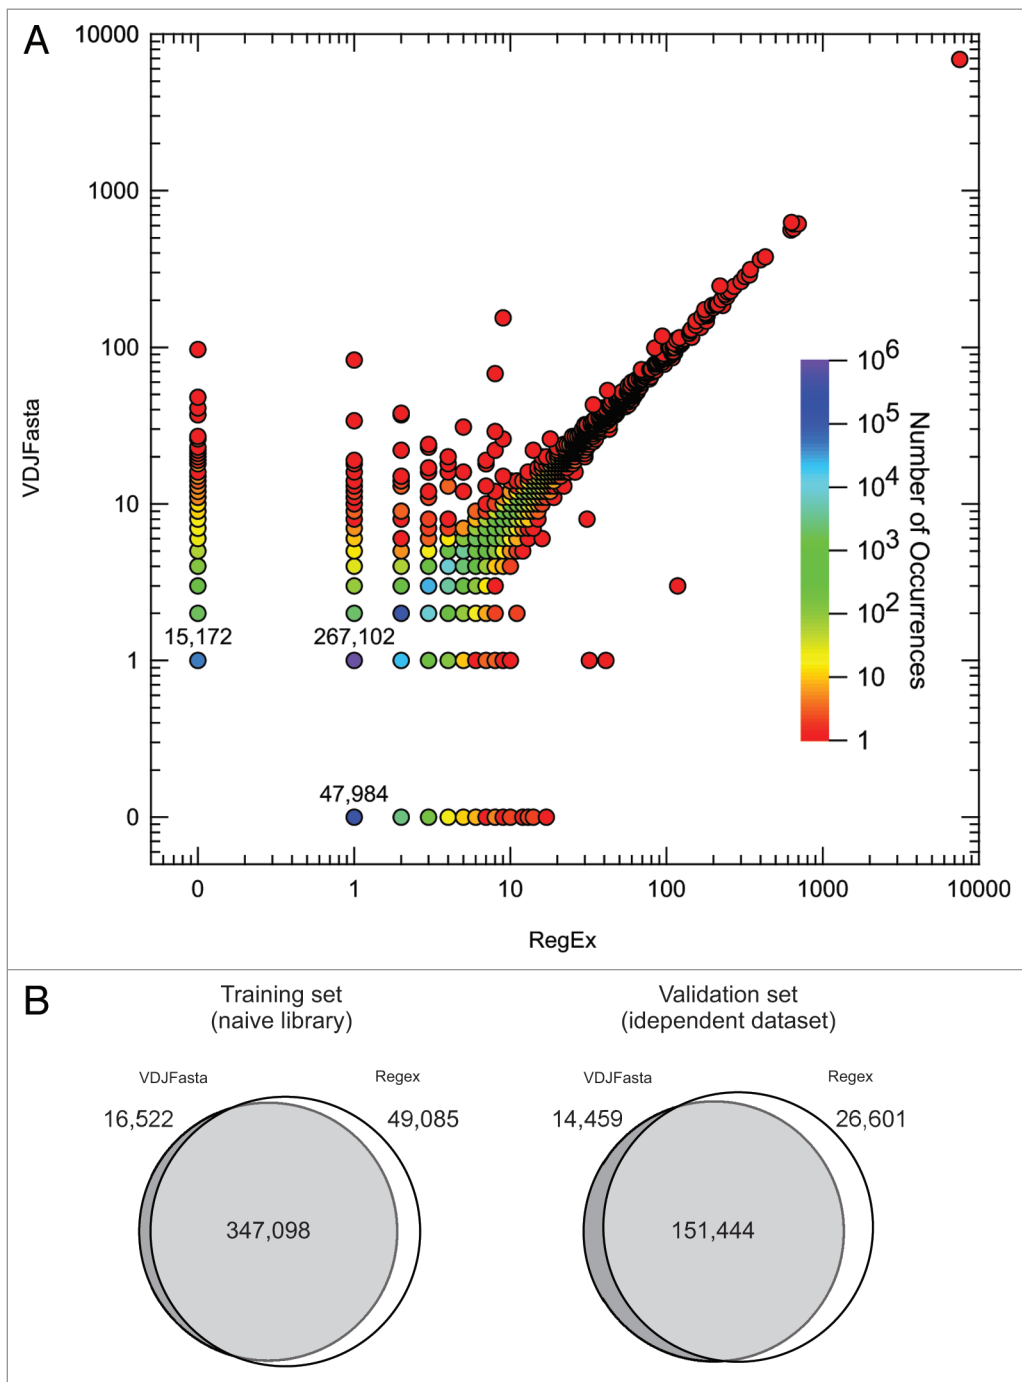 A
10000
1000
100
10
1
0
VDJFasta
15,172
267,102
47,984
10^6
10^5
10^4
10^3
10^2
10
1
Number of Occurrences
0
1
10
100
1000
10000
RegEx
B
Training set
(naive library)
VDJFasta
Regex
16,522
49,085
347,098
Validation set
(idependent dataset)
VDJFasta
Regex
14,459
26,601
151,444